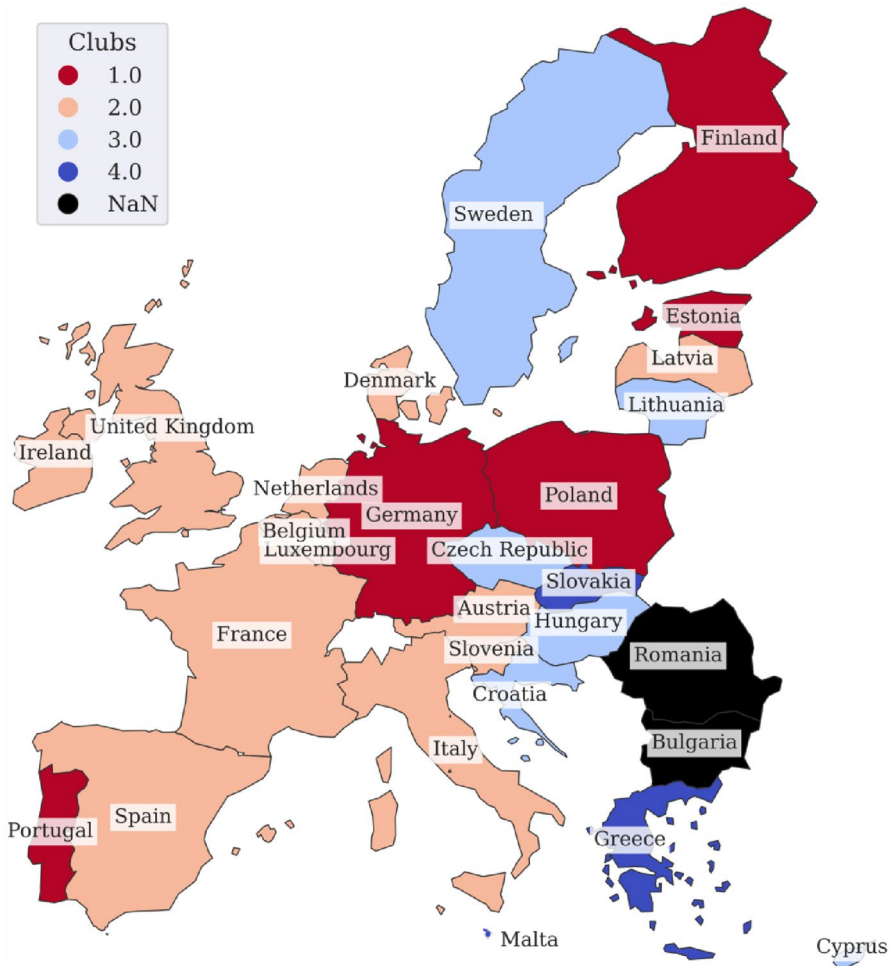 Clubs
1.0
2.0
3.0
4.0
NaN
Finland
Sweden
Estonia
Latvia
Denmark
Lithuania
United Kingdom
Ireland
Netherlands
Poland
Germany
Belgium
Luxembourg
Czech Republic
Slovakia
Austria
Hungary
France
Slovenia
Romania
Croatia
Bulgaria
Italy
Spain
Portugal
Greece
Malta
Cyprus